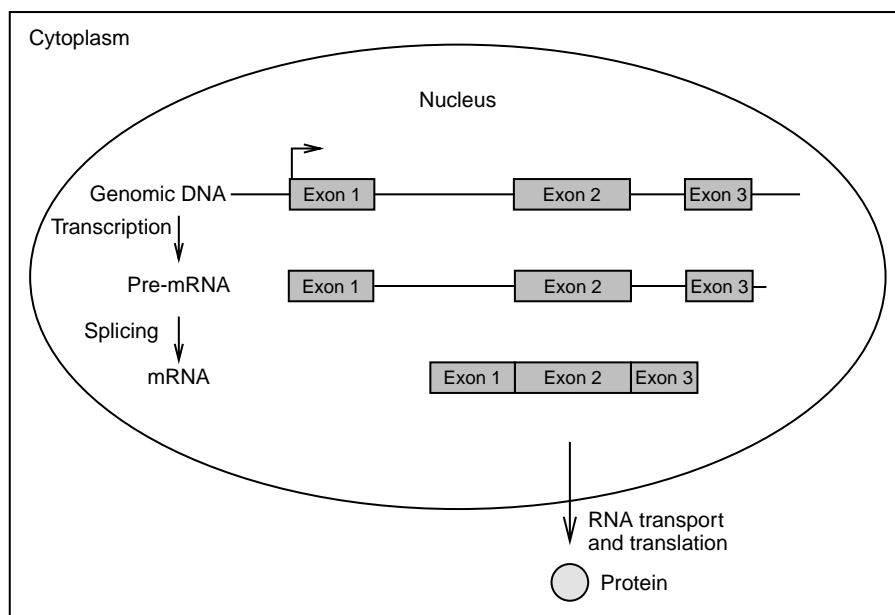 Cytoplasm
Nucleus
Genomic DNA Exon 1 Exon 2 Exon 3
Transcription
Pre-mRNA Exon 1 Exon 2 Exon 3
Splicing
mRNA Exon 1 Exon 2 Exon 3
RNA transport
and translation
Protein